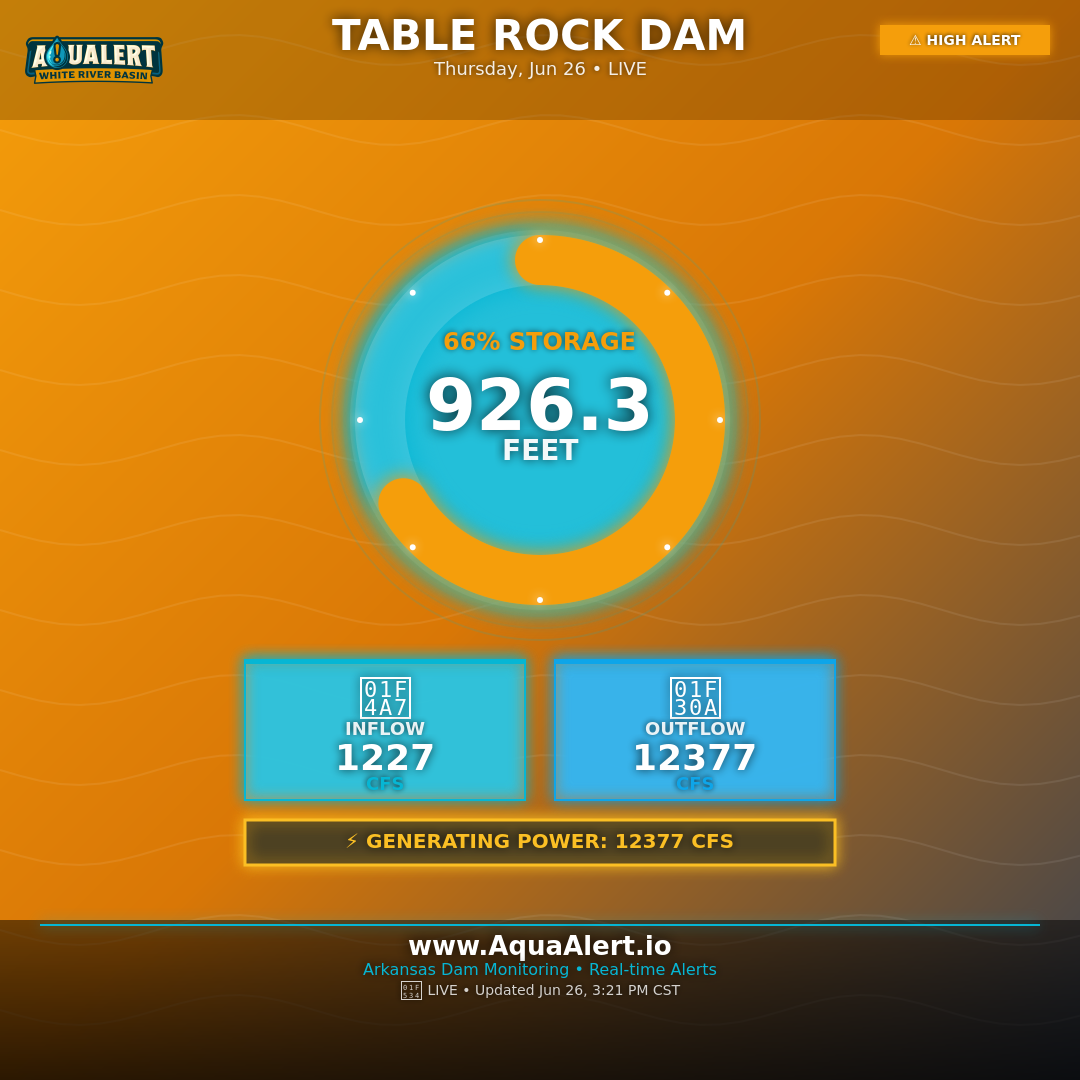 AQUALERT
WHITE RIVER BASIN
TABLE ROCK DAM
Thursday, Jun 26 • LIVE
⚠ HIGH ALERT
66% STORAGE
926.3
FEET
01F
4A7
INFLOW
1227
CFS
01F
30A
OUTFLOW
12377
CFS
⚡ GENERATING POWER: 12377 CFS
www.AquaAlert.io
Arkansas Dam Monitoring • Real-time Alerts
01F
534
LIVE • Updated Jun 26, 3:21 PM CST